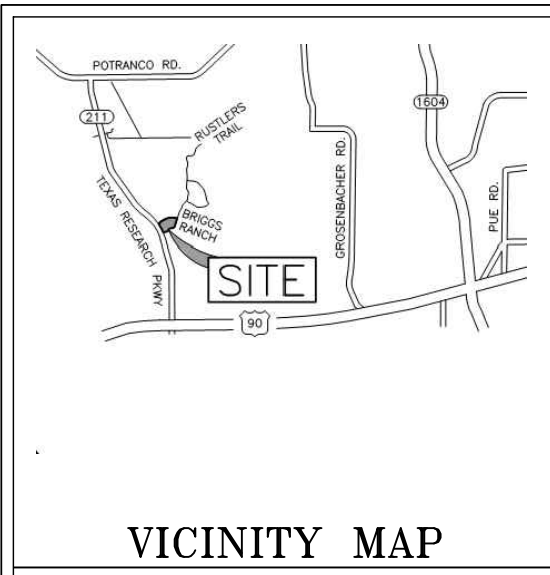 POTRANCO RD.
1604
211
RUSTLERS
TRAIL
GROSENBACHER RD.
PUE RD.
TEXAS RESEARCH PKWY
BRIGGS
RANCH
SITE
90
VICINITY MAP